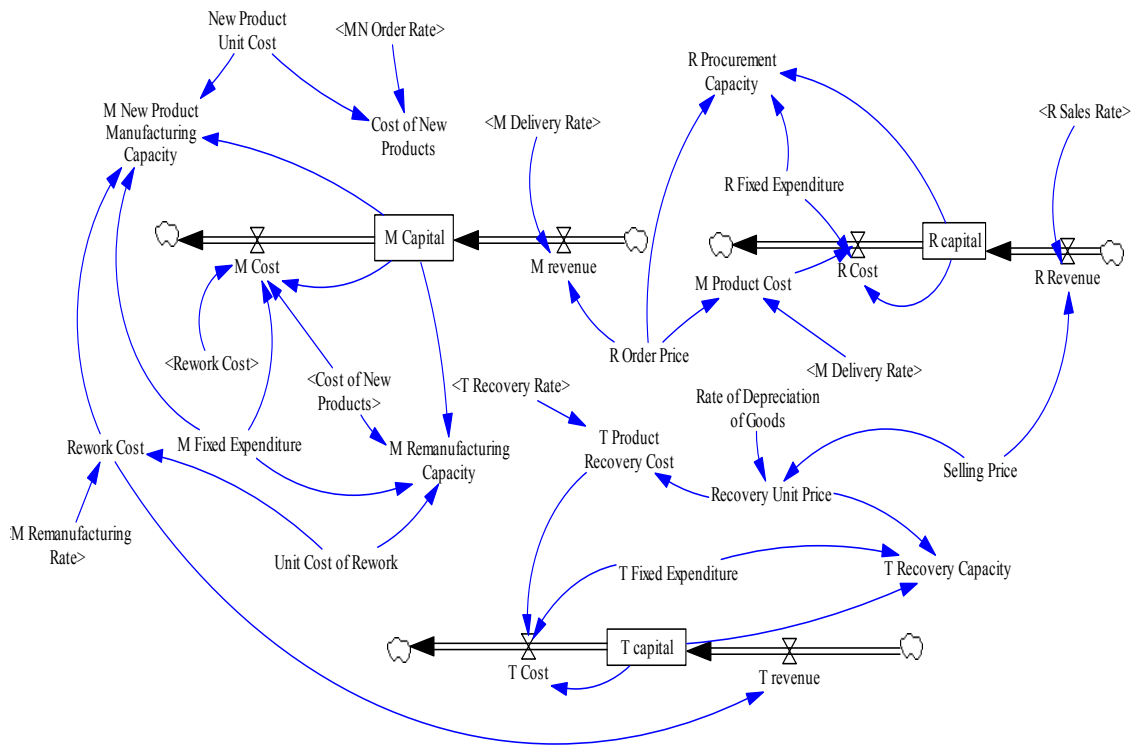 New Product
Unit Cost
<MN Order Rate>
R Procurement
Capacity
M New Product
Manufacturing
Capacity
Cost of New
Products
<M Delivery Rate>
<R Sales Rate>
R Fixed Expenditure
M Capital
R capital
M Cost
M revenue
R Cost
R Revenue
M Product Cost
<Rework Cost>
R Order Price
<M Delivery Rate>
<Cost of New
Products>
<T Recovery Rate>
Rate of Depreciation
of Goods
Rework Cost
M Fixed Expenditure
M Remanufacturing
Capacity
T Product
Recovery Cost
Selling Price
Recovery Unit Price
<M Remanufacturing
Rate>
Unit Cost of Rework
T Fixed Expenditure
T Recovery Capacity
T capital
T Cost
T revenue